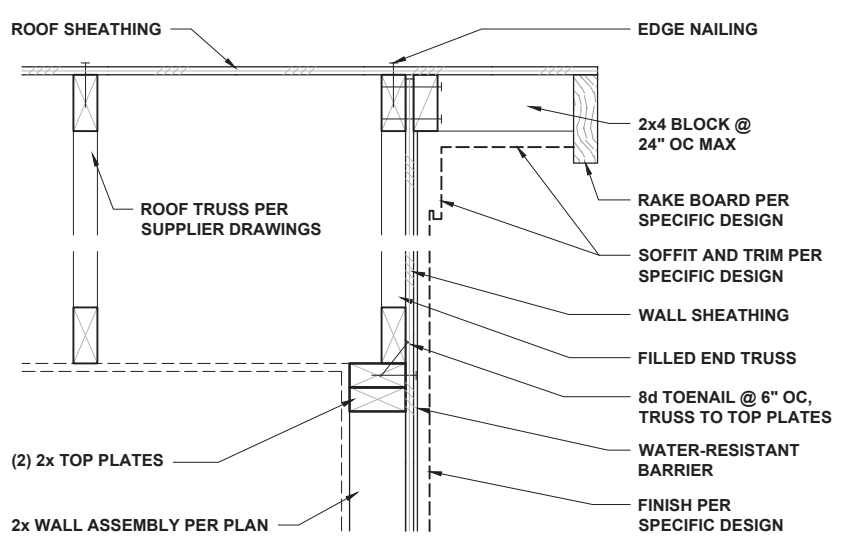 ROOF SHEATHING
EDGE NAILING
2x4 BLOCK @
24" OC MAX
ROOF TRUSS PER
SUPPLIER DRAWINGS
RAKE BOARD PER
SPECIFIC DESIGN
SOFFIT AND TRIM PER
SPECIFIC DESIGN
WALL SHEATHING
FILLED END TRUSS
8d TOENAIL @ 6" OC,
TRUSS TO TOP PLATES
(2) 2x TOP PLATES
WATER-RESISTANT
BARRIER
2x WALL ASSEMBLY PER PLAN
FINISH PER
SPECIFIC DESIGN